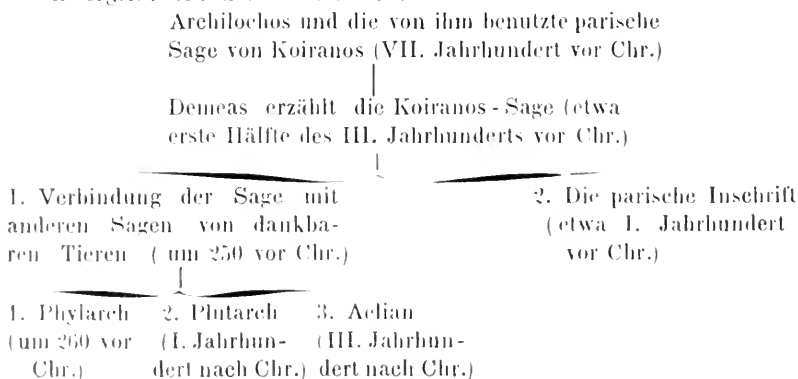 Archilochos und die von ihm benutzte parische
Sage von Koiranos (VII. Jahrhundert vor Chr.)
Demeas erzählt die Koiranos-Sage (etwa
erste Hälfte des III. Jahrhunderts vor Chr.)
1. Verbindung der Sage mit
anderen Sagen von dankba-
ren Tieren (um 250 vor Chr.)
2. Die parische Inschrift
(etwa I. Jahrhundert
vor Chr.)
1. Phylarch
(um 260 vor
Chr.)
2. Plutarch
(I. Jahrhun-
dert nach Chr.)
3. Aelian
(III. Jahrhun-
dert nach Chr.)